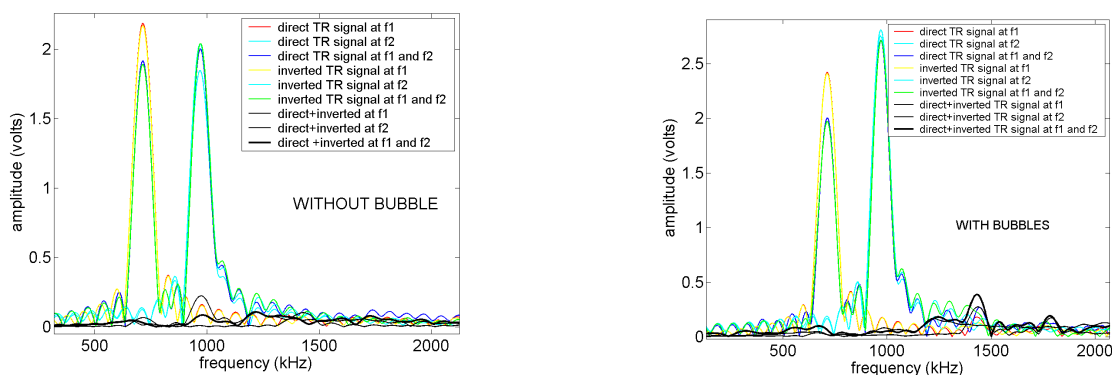 direct TR signal at f1
direct TR signal at f2
direct TR signal at f1 and f2
inverted TR signal at f1
inverted TR signal at f2
inverted TR signal at f1 and f2
direct+inverted at f1
direct+inverted at f2
direct +inverted at f1 and f2
WITHOUT BUBBLE
amplitude (volts)
2
1.5
1
0.5
0
500
1000
1500
2000
frequency (kHz)
direct TR signal at f1
direct TR signal at f2
direct TR signal at f1 and f2
inverted TR signal at f1
inverted TR signal at f2
inverted TR signal at f1 and f2
direct+inverted TR signal at f1
direct+inverted TR signal at f2
direct+inverted TR signal at f1 and f2
WITH BUBBLES
amplitude (volts)
2.5
2
1.5
1
0.5
0
500
1000
1500
2000
frequency (kHz)